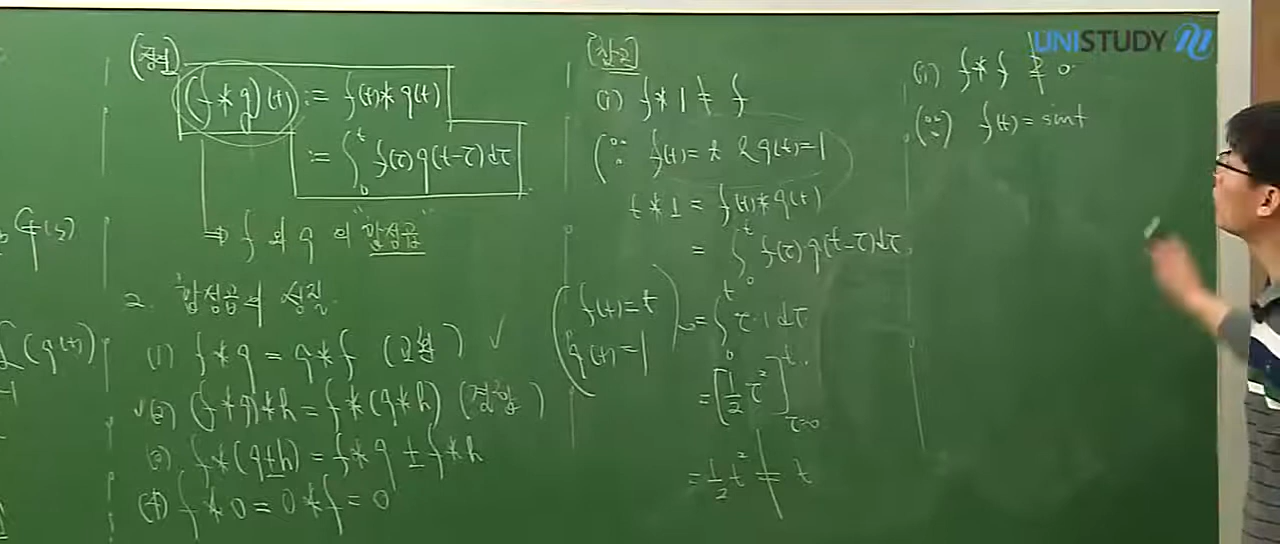 (정의)
(f*g)(t) := f(t)*g(t)
:= ∫₀ᵗ f(τ)g(t-τ)dτ
⇒ f 와 g 의 "합성곱"
2. 합성곱의 성질.
(1) f*g = g*f (교환) ✓
✓(2) (f*g)*h = f*(g*h) (결합)
(3) f*(g±h) = f*g ± f*h
(4) f*0 = 0*f = 0
[참고]
(i) f*1 ≠ f
(∵ f(t)=t & g(t)=1)
t*1 = f(t)*g(t)
= ∫₀ᵗ f(τ)g(t-τ)dτ
(f(t)=t
g(t)=1)
= ∫₀ᵗ τ·1dτ
= [½τ²]ᵗ τ=0
= ½t² ≠ t
UNISTUDY
(ii) f*f ≱ 0.
(∵) f(t)=sint